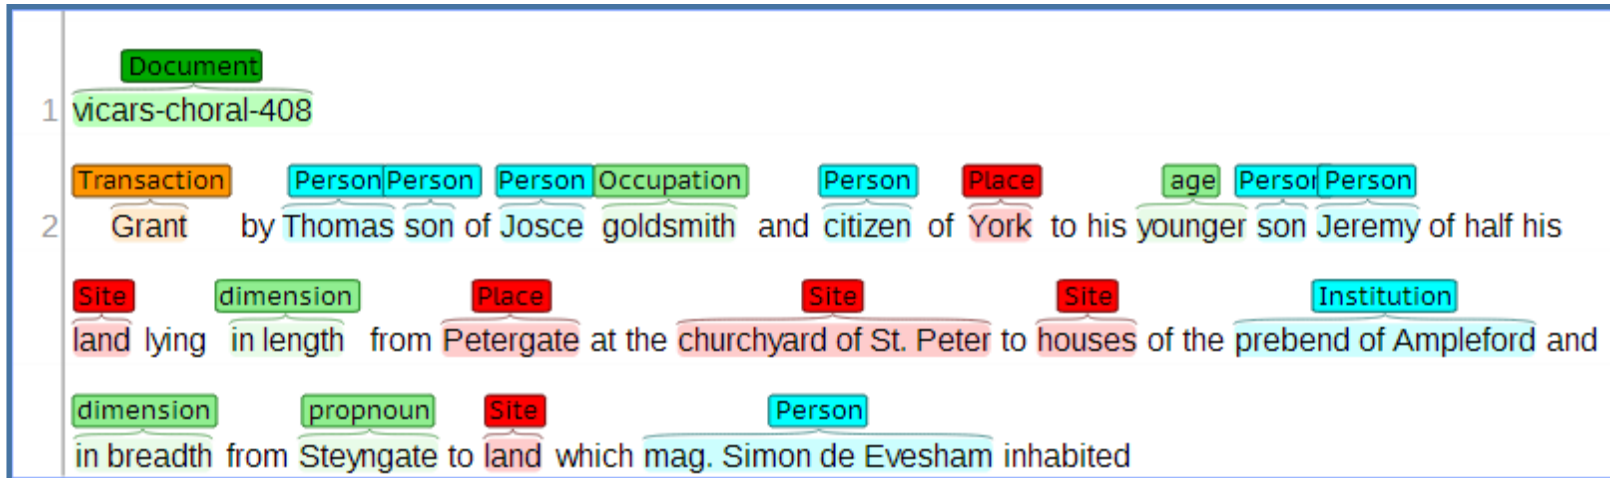 Document
1 vicars-choral-408
Transaction Person Person Person Occupation Person Place age Person Person
2 Grant by Thomas son of Josce goldsmith and citizen of York to his younger son Jeremy of half his
Site dimension Place Site Site Institution
land lying in length from Petergate at the churchyard of St. Peter to houses of the prebend of Ampleford and
dimension propnoun Site Person
in breadth from Steyngate to land which mag. Simon de Evesham inhabited